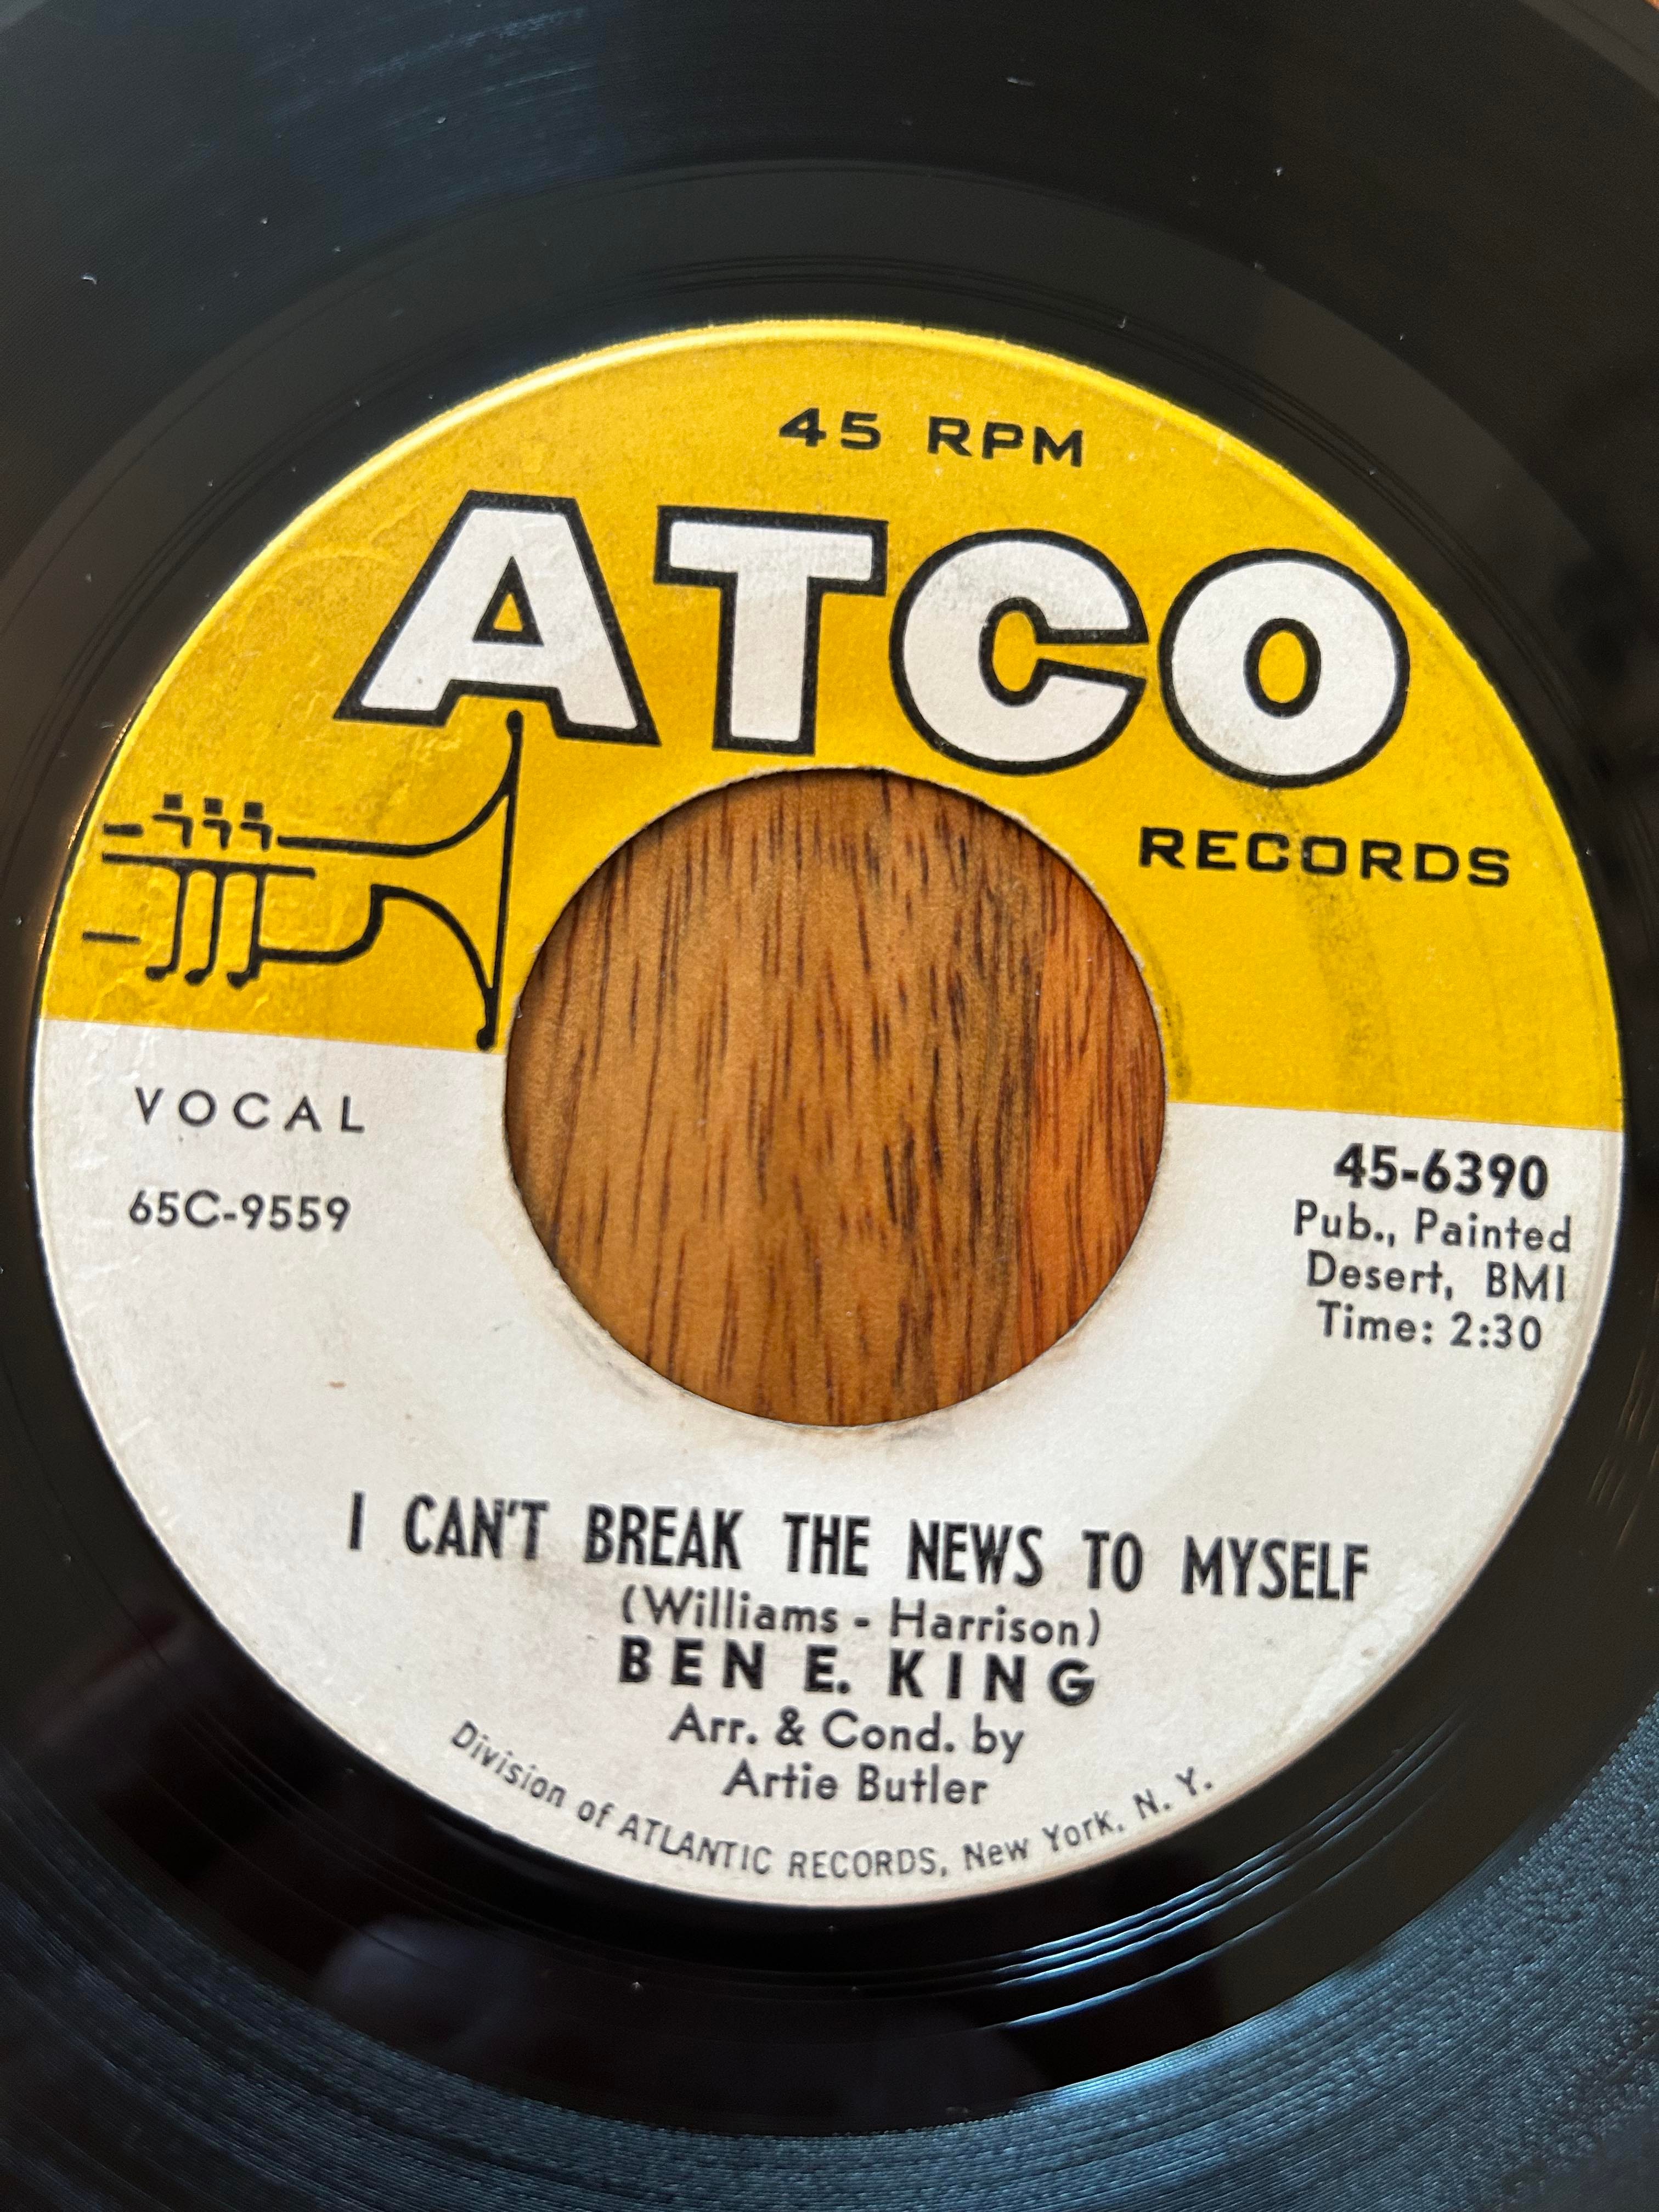 45 RPM
ATCO
RECORDS
VOCAL
65C-9559
45-6390
Pub., Painted
Desert, BMI
Time: 2:30
I CAN'T BREAK THE NEWS TO MYSELF
(Williams - Harrison)
BEN E. KING
Arr. & Cond. by
Artie Butler
Division of ATLANTIC RECORDS, New York, N. Y.